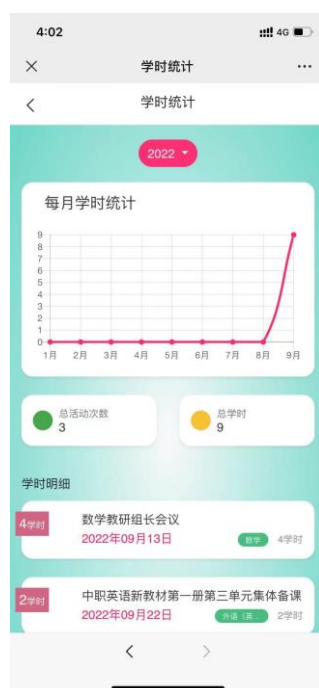 4:02
4G
学时统计
学时统计
2022
每月学时统计
9
8
7
6
5
4
3
2
1
0
1月 2月 3月 4月 5月 6月 7月 8月 9月
总活动次数
3
总学时
9
学时明细
4学时
数学教研组长会议
2022年09月13日
数学
4学时
2学时
中职英语新教材第一册第三单元集体备课
2022年09月22日
外语（英...
2学时